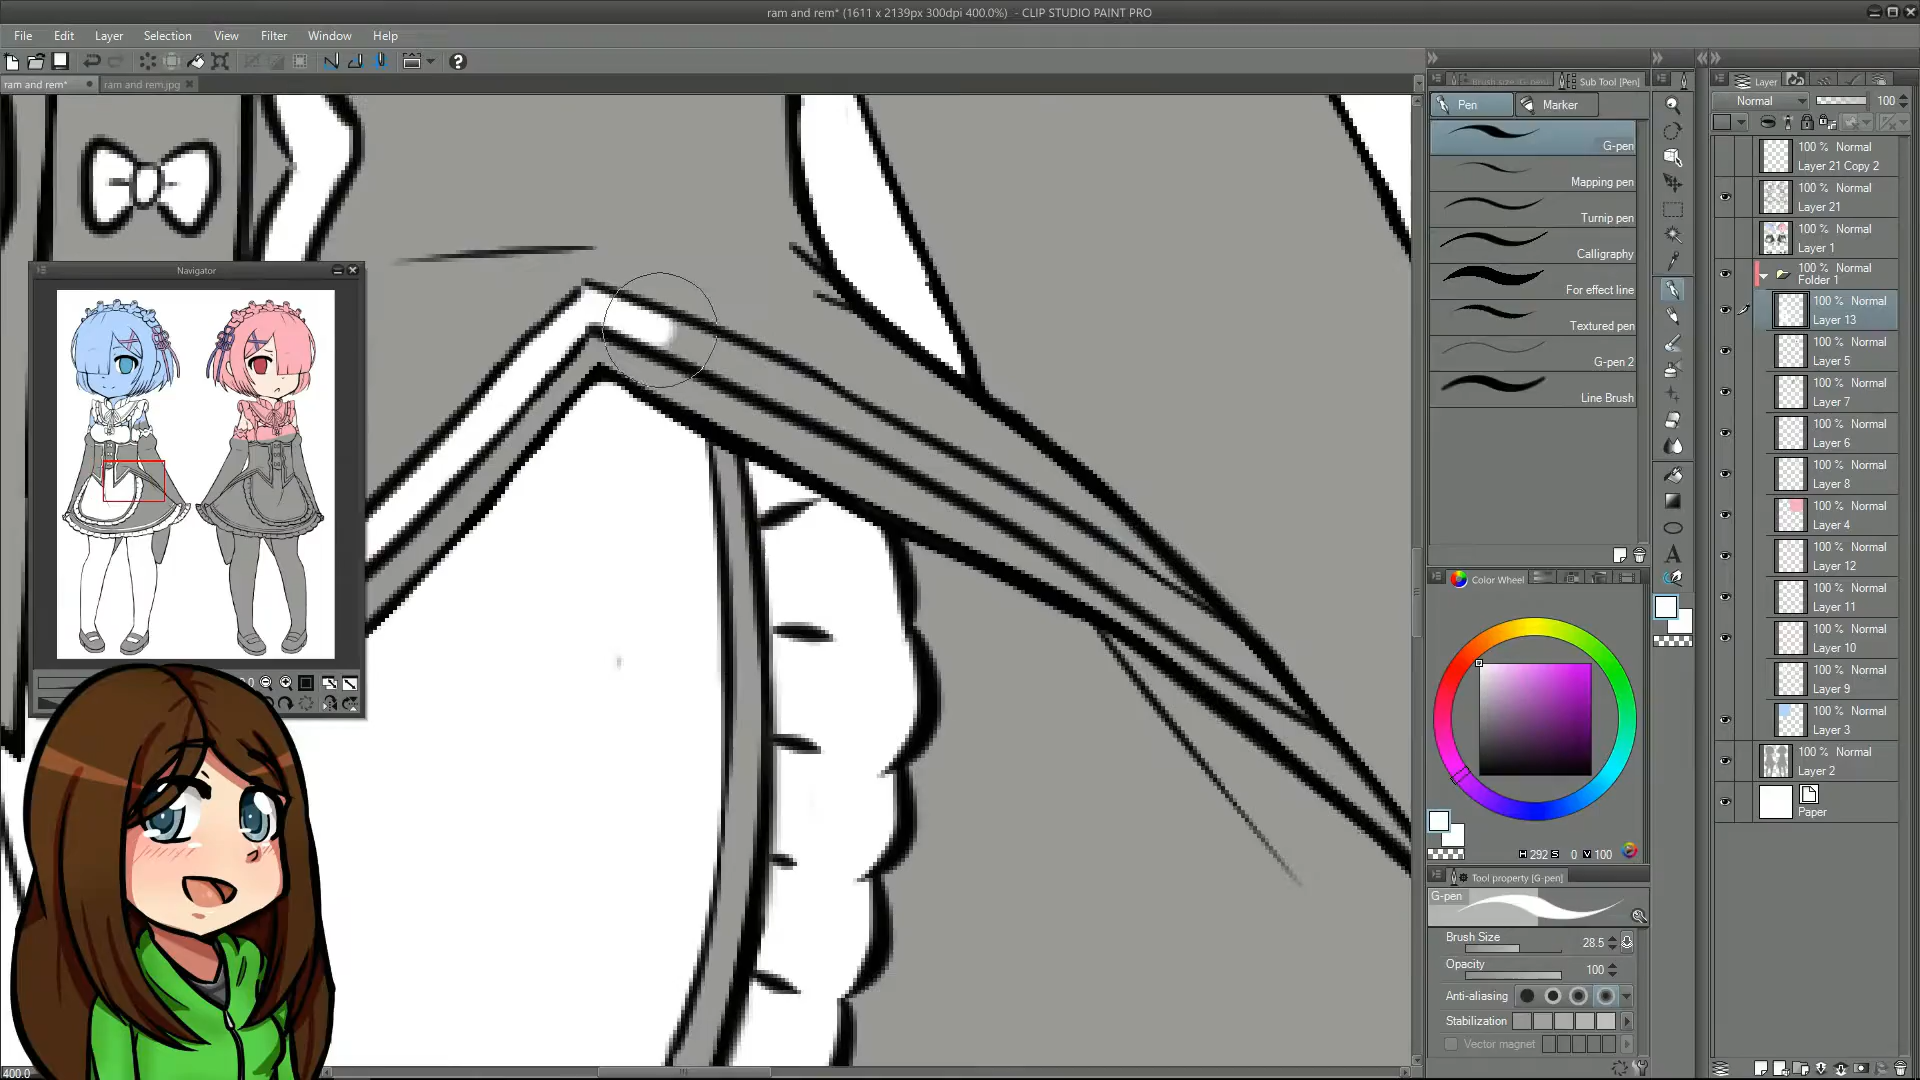 ram and rem* (1611 x 2139px 300dpi 400.0%) - CLIP STUDIO PAINT PRO
File Edit Layer Selection View Filter Window Help
ram and rem* ram and rem.jpg
Brush size [G-pen] Sub Tool [Pen]
Pen Marker
G-pen
Mapping pen
Turnip pen
Calligraphy
For effect line
Textured pen
G-pen 2
Line Brush
Navigator
Color Wheel
H 292 S 0 V 100
Tool property [G-pen]
G-pen
Brush Size 28.5
Opacity 100
Anti-aliasing
Stabilization
Vector magnet
400.0
Layer
Normal 100
100 % Normal
Layer 21 Copy 2
100 % Normal
Layer 21
100 % Normal
Layer 1
100 % Normal
Folder 1
100 % Normal
Layer 13
100 % Normal
Layer 5
100 % Normal
Layer 7
100 % Normal
Layer 6
100 % Normal
Layer 8
100 % Normal
Layer 4
100 % Normal
Layer 12
100 % Normal
Layer 11
100 % Normal
Layer 10
100 % Normal
Layer 9
100 % Normal
Layer 3
100 % Normal
Layer 2
Paper